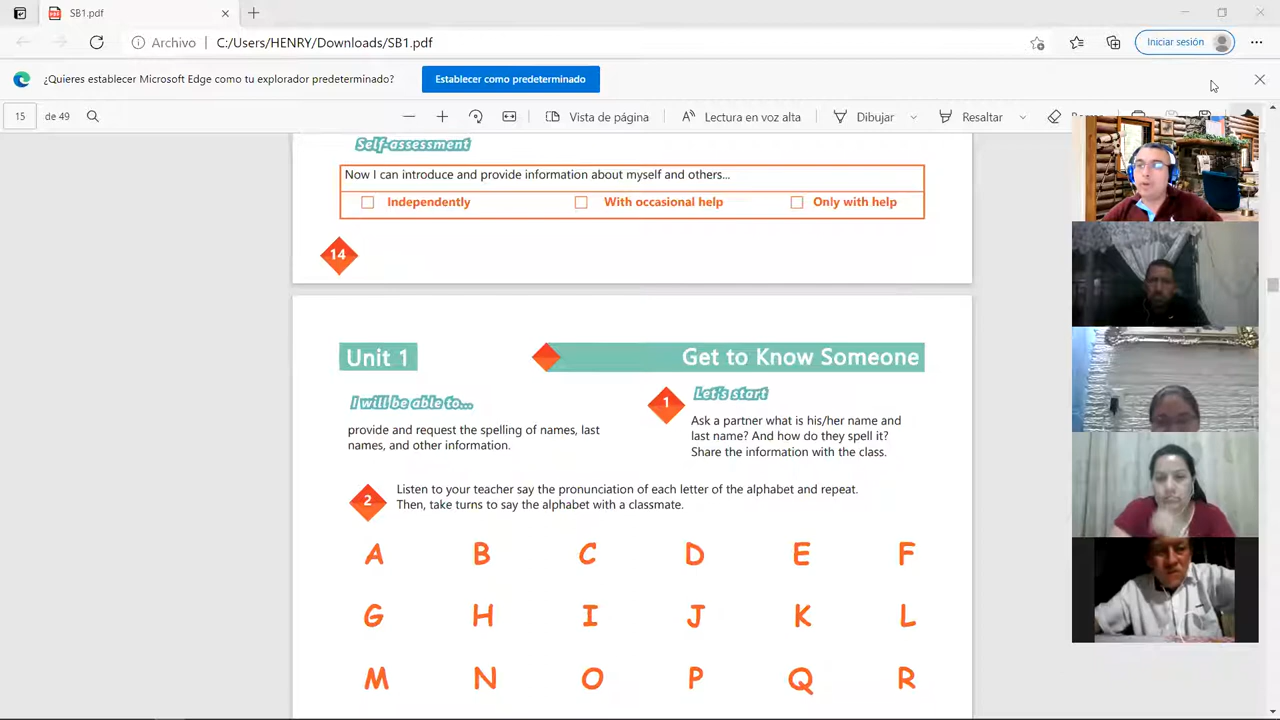 SB1.pdf
Archivo C:/Users/HENRY/Downloads/SB1.pdf Iniciar sesión
¿Quieres establecer Microsoft Edge como tu explorador predeterminado? Establecer como predeterminado
15 de 49 Vista de página Lectura en voz alta Dibujar Resaltar
Self-assessment
Now I can introduce and provide information about myself and others...
Independently With occasional help Only with help
14
Unit 1 Get to Know Someone
I will be able to...
provide and request the spelling of names, last
names, and other information.
1 Let's start
Ask a partner what is his/her name and
last name? And how do they spell it?
Share the information with the class.
2 Listen to your teacher say the pronunciation of each letter of the alphabet and repeat.
Then, take turns to say the alphabet with a classmate.
A B C D E F
G H I J K L
M N O P Q R